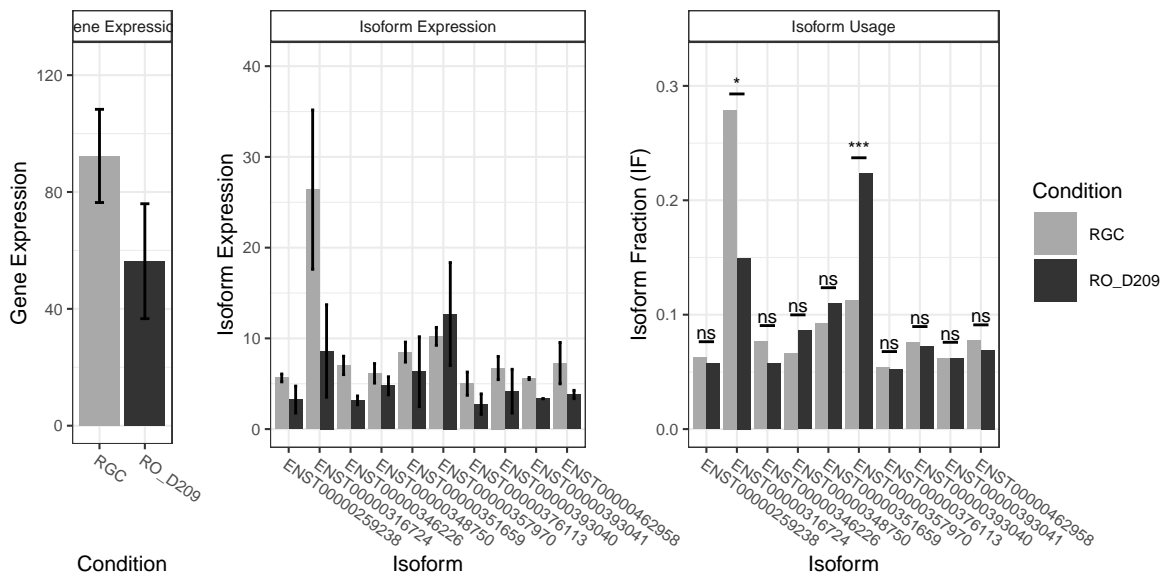 ene Expression
Gene Expression
120
80
40
0
RGC
RO_D209
Condition
Isoform Expression
Isoform Expression
40
30
20
10
0
ENST00000259238
ENST00000316724
ENST00000346226
ENST00000348750
ENST00000351659
ENST00000357970
ENST00000376113
ENST00000393040
ENST00000393041
ENST00000462958
Isoform
Isoform Usage
Isoform Fraction (IF)
0.3
0.2
0.1
0.0
ns
*
ns
ns
ns
***
ns
ns
ns
ns
ENST00000259238
ENST00000316724
ENST00000346226
ENST00000348750
ENST00000351659
ENST00000357970
ENST00000376113
ENST00000393040
ENST00000393041
ENST00000462958
Isoform
Condition
RGC
RO_D209